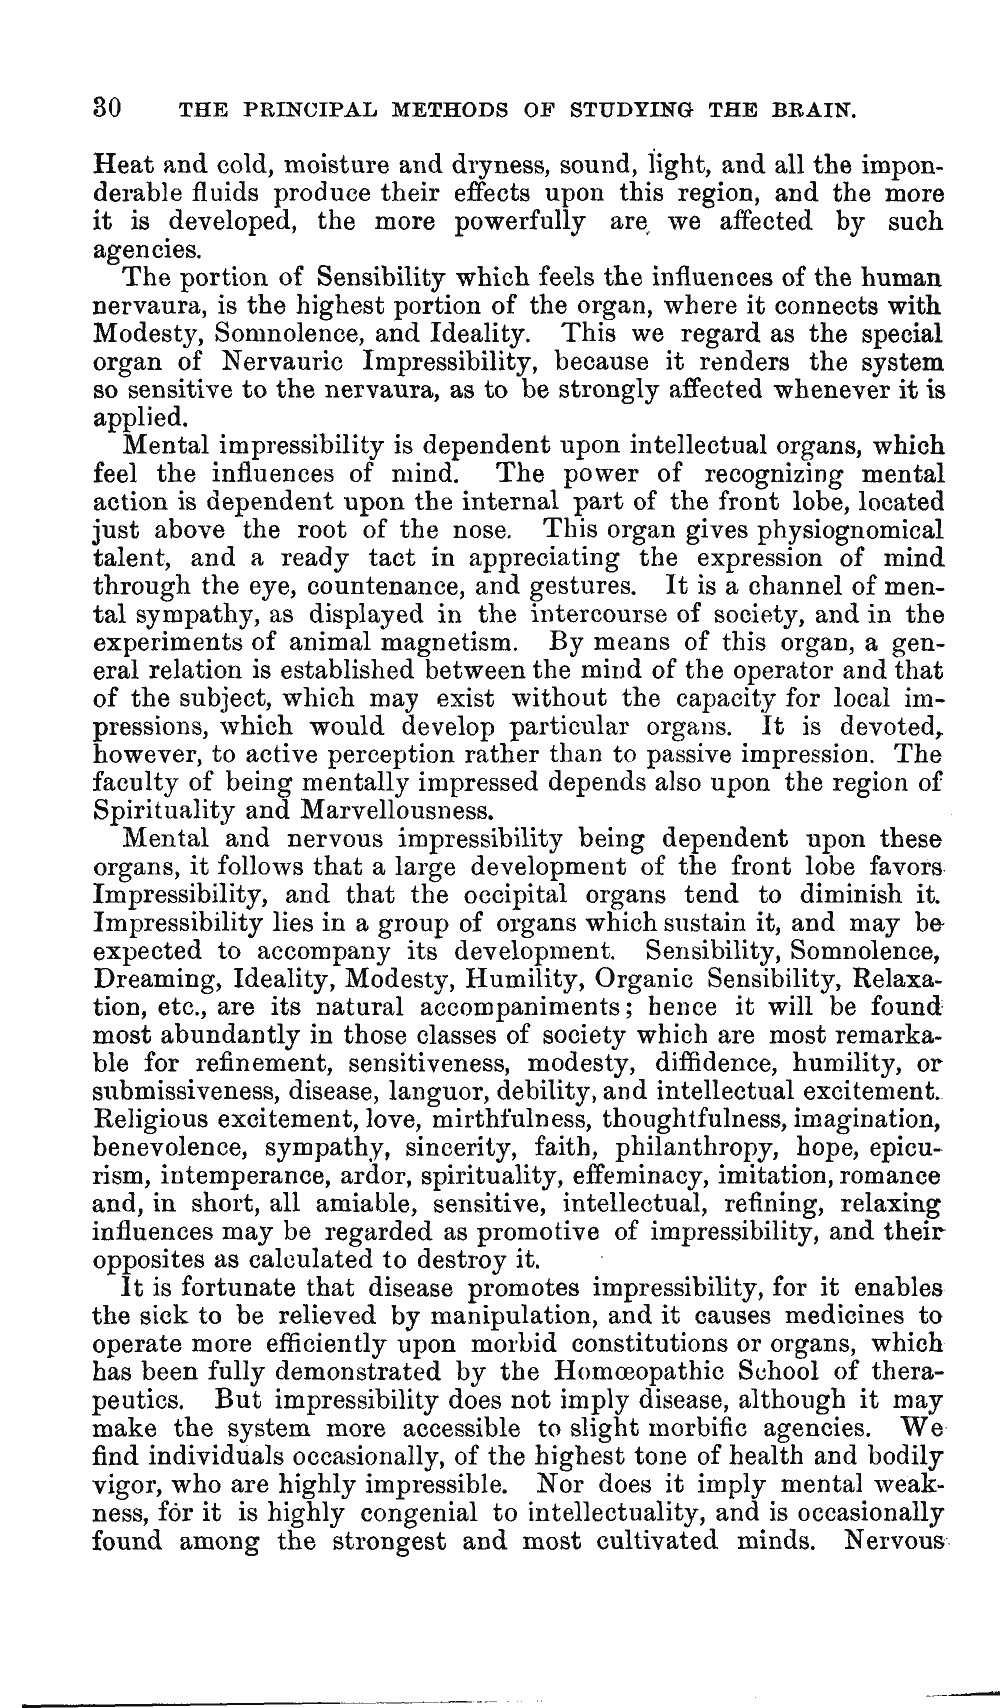 30 THE PRINCIPAL METHODS OF STUDYING THE BRAIN.
Heat and cold, moisture and dryness, sound, light, and all the impon-
derable fluids produce their effects upon this region, and the more
it is developed, the more powerfully are we affected by such
agencies.
The portion of Sensibility which feels the influences of the human
nervaura, is the highest portion of the organ, where it connects with
Modesty, Somnolence, and Ideality. This we regard as the special
organ of Nervauric Impressibility, because it renders the system
so sensitive to the nervaura, as to be strongly affected whenever it is
applied.
Mental impressibility is dependent upon intellectual organs, which
feel the influences of mind. The power of recognizing mental
action is dependent upon the internal part of the front lobe, located
just above the root of the nose. This organ gives physiognomical
talent, and a ready tact in appreciating the expression of mind
through the eye, countenance, and gestures. It is a channel of men-
tal sympathy, as displayed in the intercourse of society, and in the
experiments of animal magnetism. By means of this organ, a gen-
eral relation is established between the mind of the operator and that
of the subject, which may exist without the capacity for local im-
pressions, which would develop particular organs. It is devoted,
however, to active perception rather than to passive impression. The
faculty of being mentally impressed depends also upon the region of
Spirituality and Marvellousness.
Mental and nervous impressibility being dependent upon these
organs, it follows that a large development of the front lobe favors
Impressibility, and that the occipital organs tend to diminish it.
Impressibility lies in a group of organs which sustain it, and may be
expected to accompany its development. Sensibility, Somnolence,
Dreaming, Ideality, Modesty, Humility, Organic Sensibility, Relaxa-
tion, etc., are its natural accompaniments; hence it will be found
most abundantly in those classes of society which are most remarka-
ble for refinement, sensitiveness, modesty, diffidence, humility, or
submissiveness, disease, languor, debility, and intellectual excitement.
Religious excitement, love, mirthfulness, thoughtfulness, imagination,
benevolence, sympathy, sincerity, faith, philanthropy, hope, epicu-
rism, intemperance, ardor, spirituality, effeminacy, imitation, romance
and, in short, all amiable, sensitive, intellectual, refining, relaxing
influences may be regarded as promotive of impressibility, and their
opposites as calculated to destroy it.
It is fortunate that disease promotes impressibility, for it enables
the sick to be relieved by manipulation, and it causes medicines to
operate more efficiently upon morbid constitutions or organs, which
has been fully demonstrated by the Homœopathic School of thera-
peutics. But impressibility does not imply disease, although it may
make the system more accessible to slight morbific agencies. We
find individuals occasionally, of the highest tone of health and bodily
vigor, who are highly impressible. Nor does it imply mental weak-
ness, for it is highly congenial to intellectuality, and is occasionally
found among the strongest and most cultivated minds. Nervous